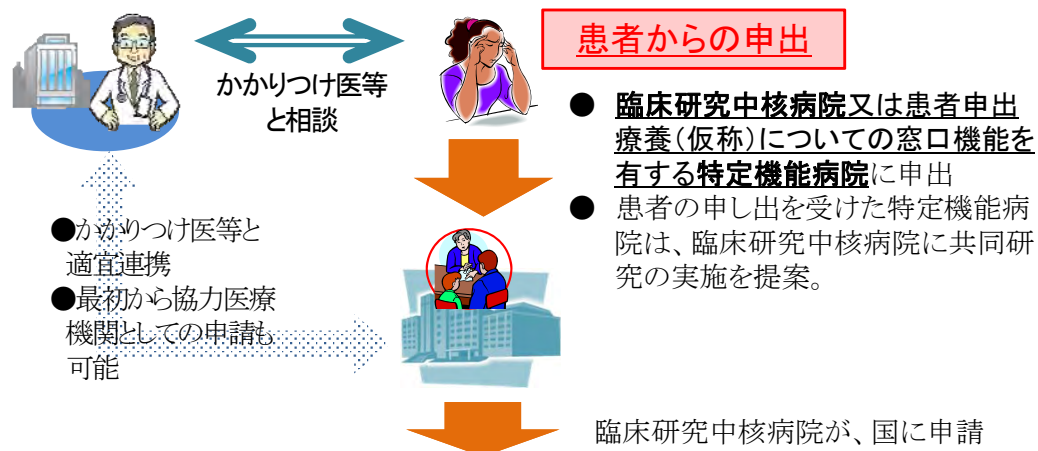 患者からの申出
かかりつけ医等
と相談
● 臨床研究中核病院又は患者申出
療養(仮称)についての窓口機能を
有する特定機能病院に申出
● 患者の申し出を受けた特定機能病
院は、臨床研究中核病院に共同研
究の実施を提案。
●かかりつけ医等と
適宜連携
●最初から協力医療
機関としての申請も
可能
臨床研究中核病院が、国に申請